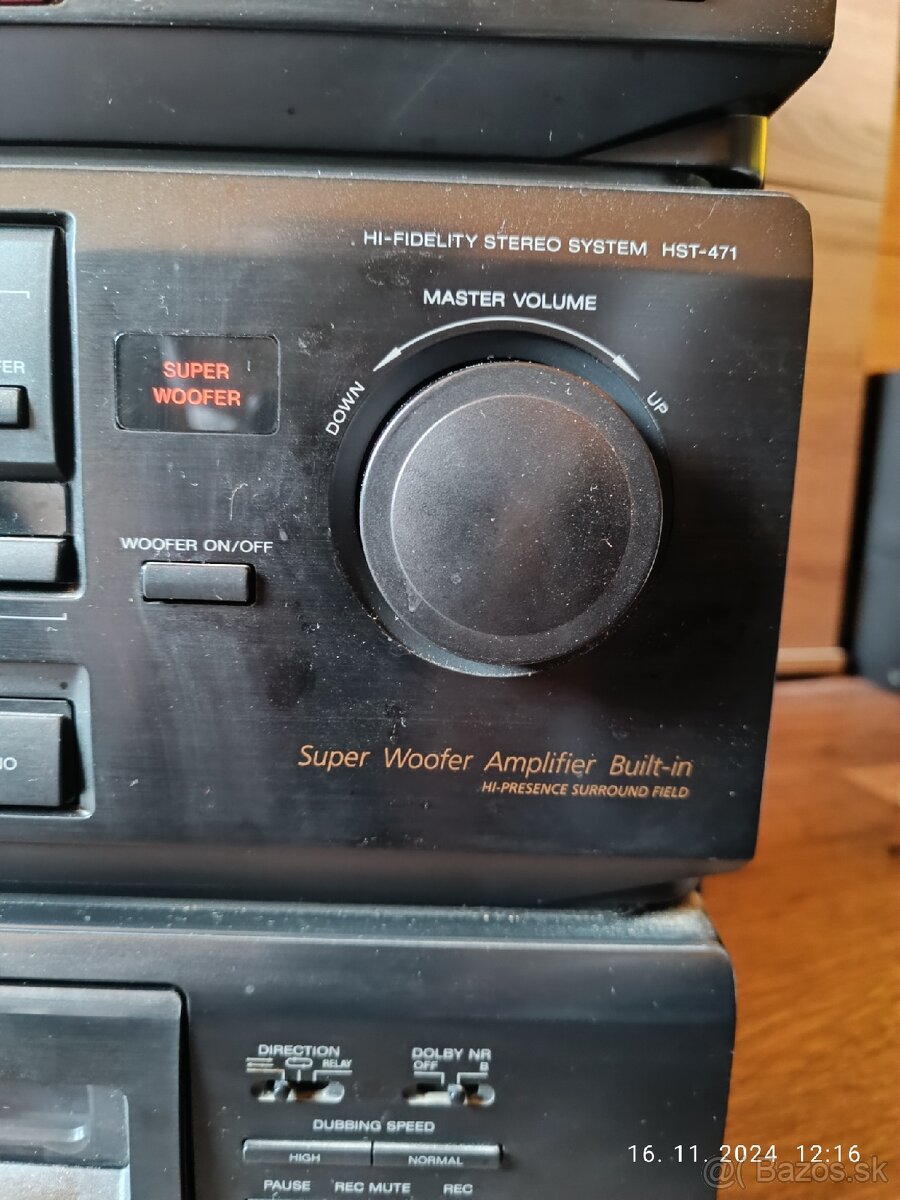 HI-FIDELITY STEREO SYSTEM HST-471
MASTER VOLUME
DOWN
UP
SUPER
WOOFER
WOOFER ON/OFF
Super Woofer Amplifier Built-in
HI-PRESENCE SURROUND FIELD
DIRECTION
RELAY
DOLBY NR
OFF B
DUBBING SPEED
HIGH NORMAL
PAUSE REC MUTE REC
16. 11. 2024 12:16
@ Bazos.sk